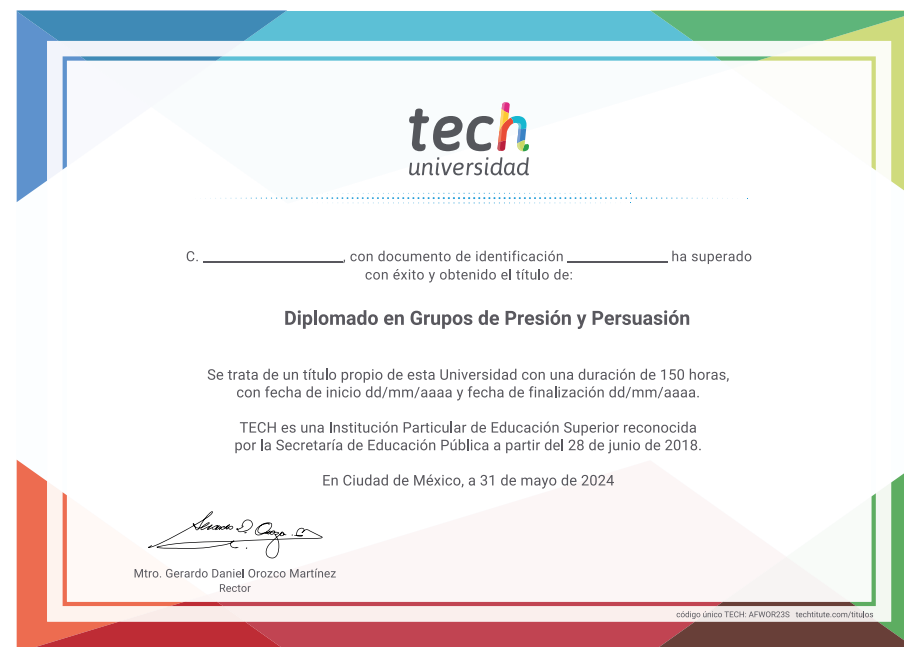 tech
universidad
C. ____________________, con documento de identificación ______________ ha superado
con éxito y obtenido el título de:
Diplomado en Grupos de Presión y Persuasión
Se trata de un título propio de esta Universidad con una duración de 150 horas,
con fecha de inicio dd/mm/aaaa y fecha de finalización dd/mm/aaaa.
TECH es una Institución Particular de Educación Superior reconocida
por la Secretaría de Educación Pública a partir del 28 de junio de 2018.
En Ciudad de México, a 31 de mayo de 2024
Mtro. Gerardo Daniel Orozco Martínez
Rector
código único TECH: AFWOR23S techtitute.com/titulos